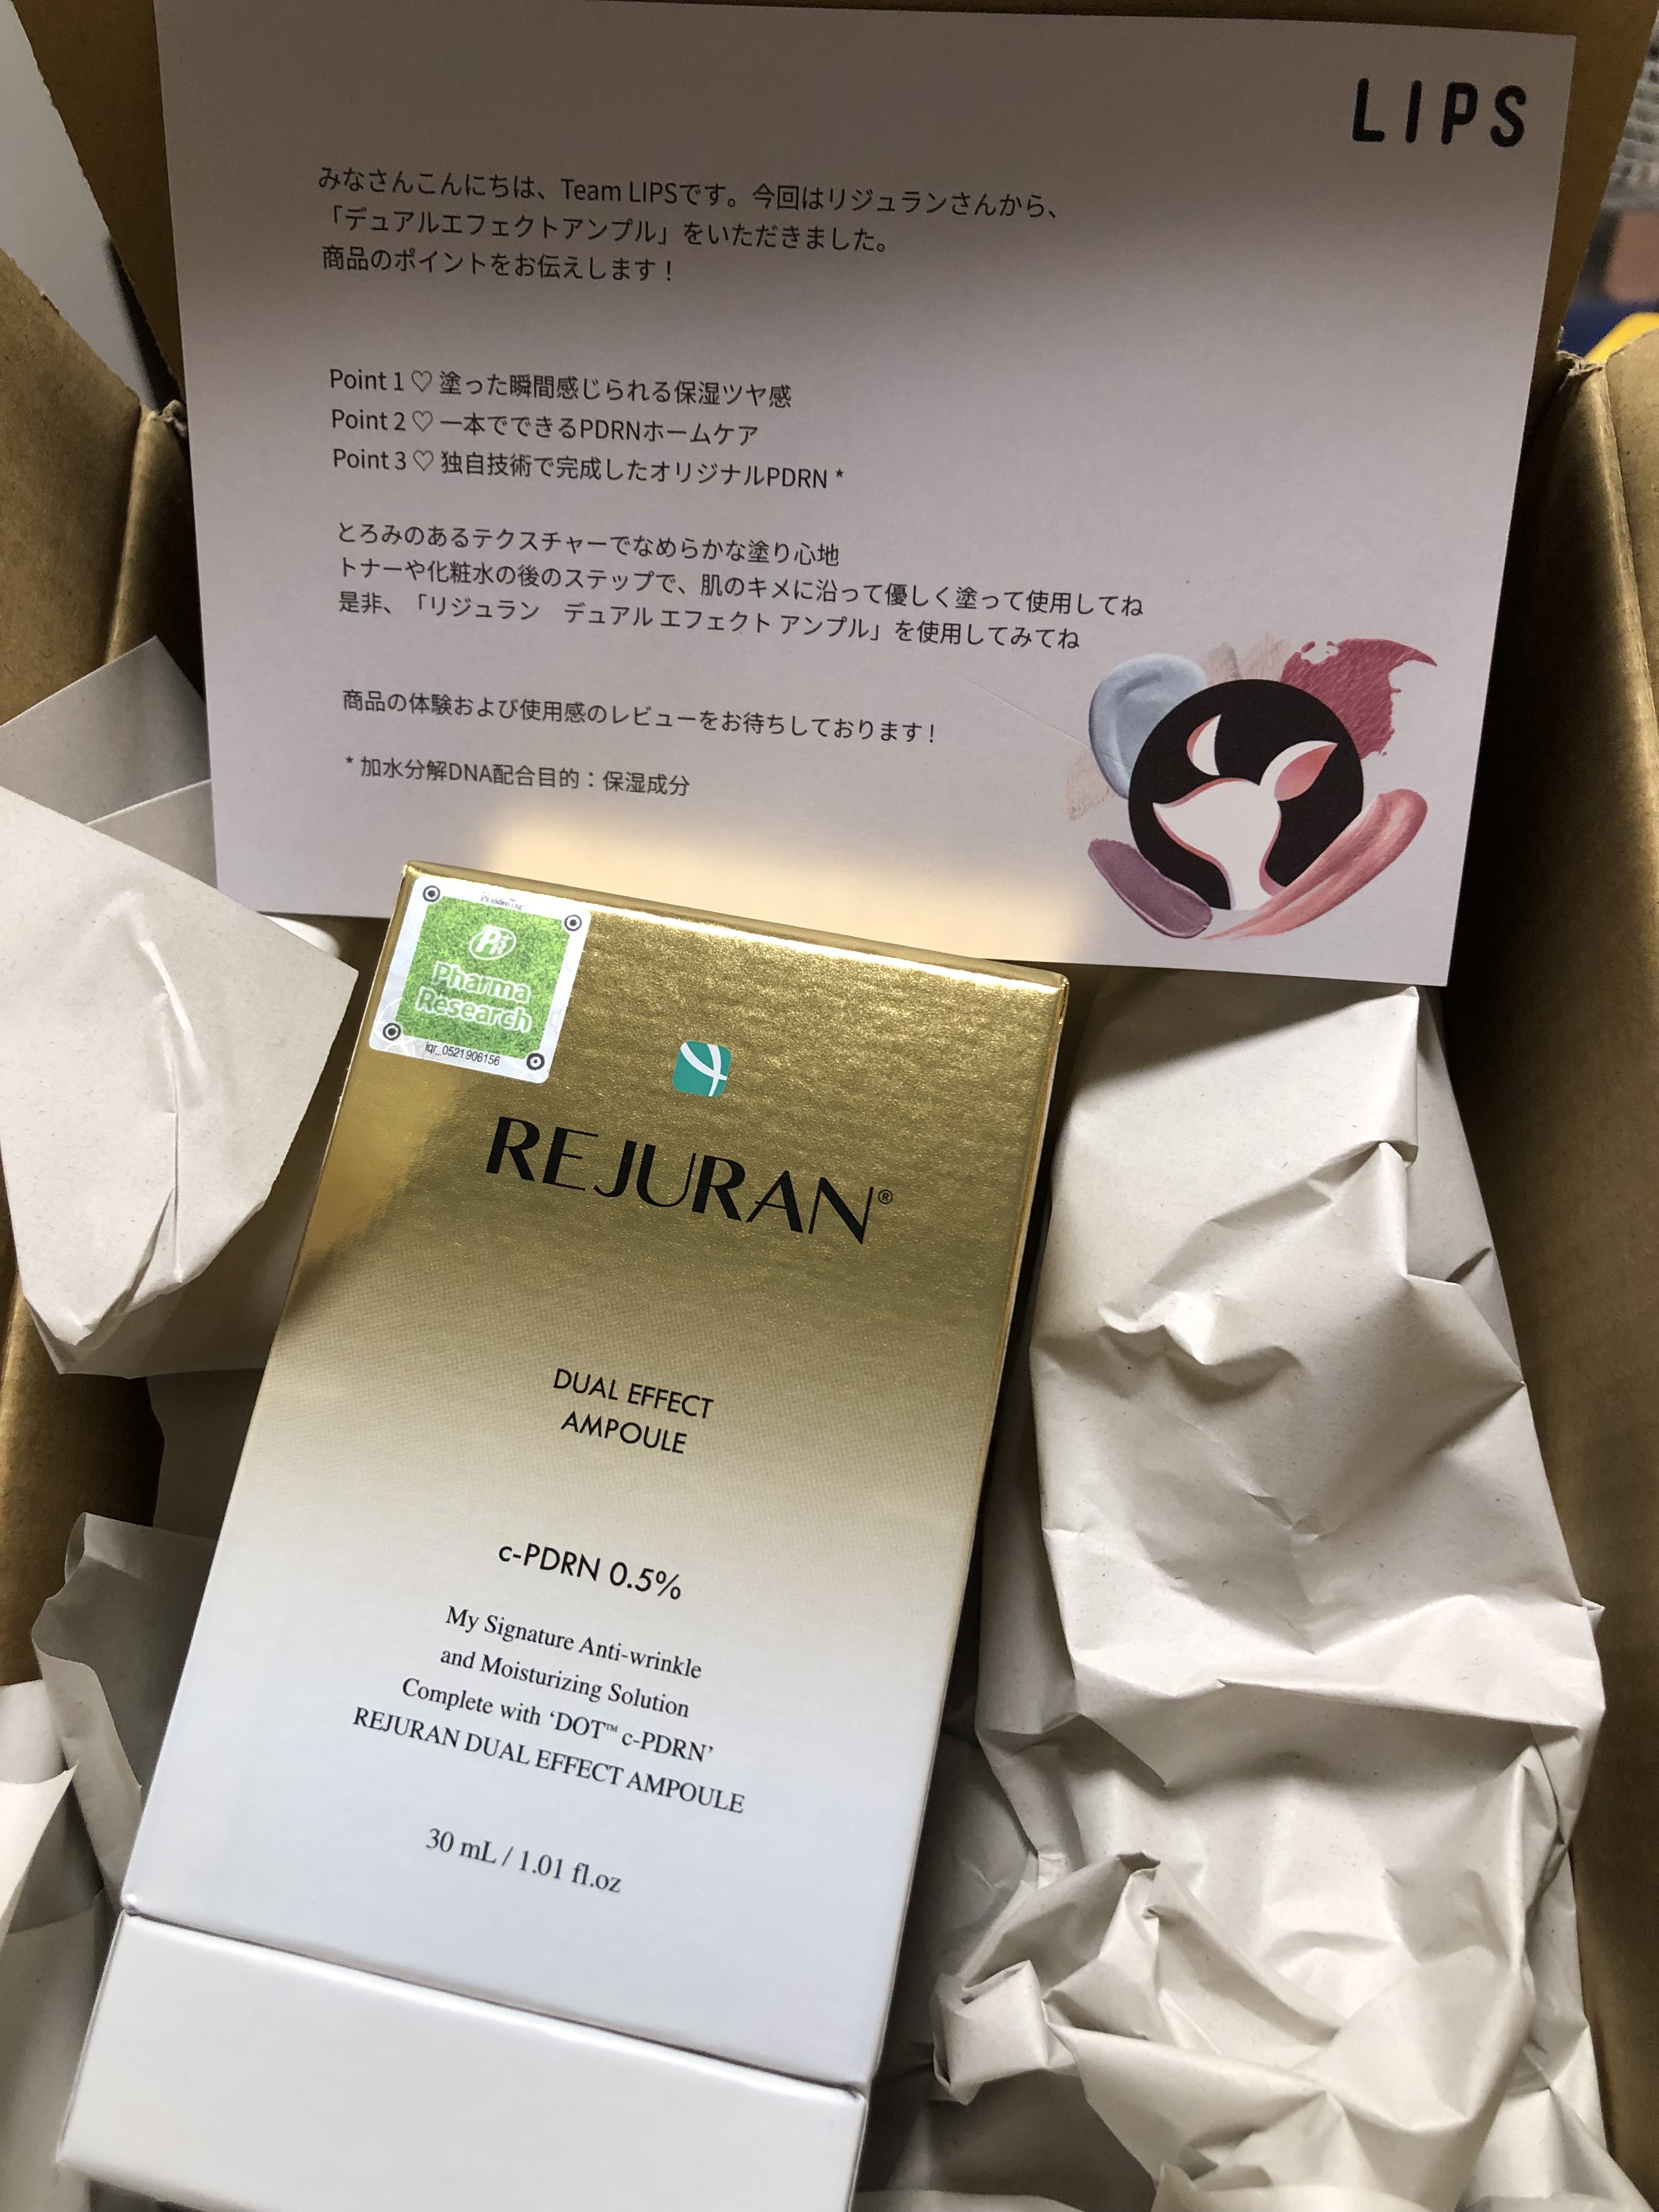 LIPS
みなさんこんにちは、Team LIPSです。今回はリジュランさんから、
「デュアルエフェクトアンプル」をいただきました。
商品のポイントをお伝えします！
Point 1 ♡ 塗った瞬間感じられる保湿ツヤ感
Point 2 ♡ 一本でできるPDRNホームケア
Point 3 ♡ 独自技術で完成したオリジナルPDRN *
とろみのあるテクスチャーでなめらかな塗り心地
トナーや化粧水の後のステップで、肌のキメに沿って優しく塗って使用してね
是非、「リジュラン　デュアル エフェクト アンプル」を使用してみてね
商品の体験および使用感のレビューをお待ちしております！
* 加水分解DNA配合目的：保湿成分
Pharma
Research
lqr_0521906156
REJURAN®
DUAL EFFECT
AMPOULE
c-PDRN 0.5%
My Signature Anti-wrinkle
and Moisturizing Solution
Complete with ‘DOT™ c-PDRN’
REJURAN DUAL EFFECT AMPOULE
30 mL / 1.01 fl.oz